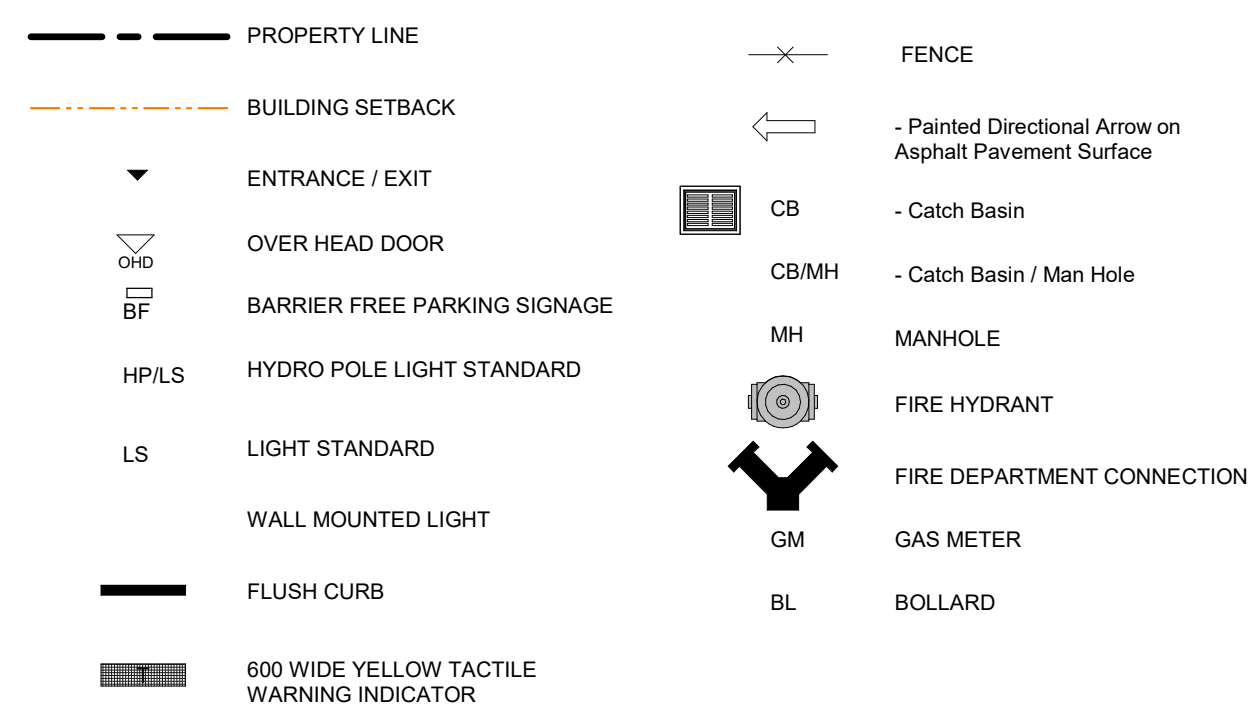 PROPERTY LINE
BUILDING SETBACK
ENTRANCE / EXIT
OHD
OVER HEAD DOOR
BF
BARRIER FREE PARKING SIGNAGE
HP/LS
HYDRO POLE LIGHT STANDARD
LS
LIGHT STANDARD
WALL MOUNTED LIGHT
FLUSH CURB
T
600 WIDE YELLOW TACTILE
WARNING INDICATOR
FENCE
- Painted Directional Arrow on
Asphalt Pavement Surface
CB
- Catch Basin
CB/MH
- Catch Basin / Man Hole
MH
MANHOLE
FIRE HYDRANT
FIRE DEPARTMENT CONNECTION
GM
GAS METER
BL
BOLLARD